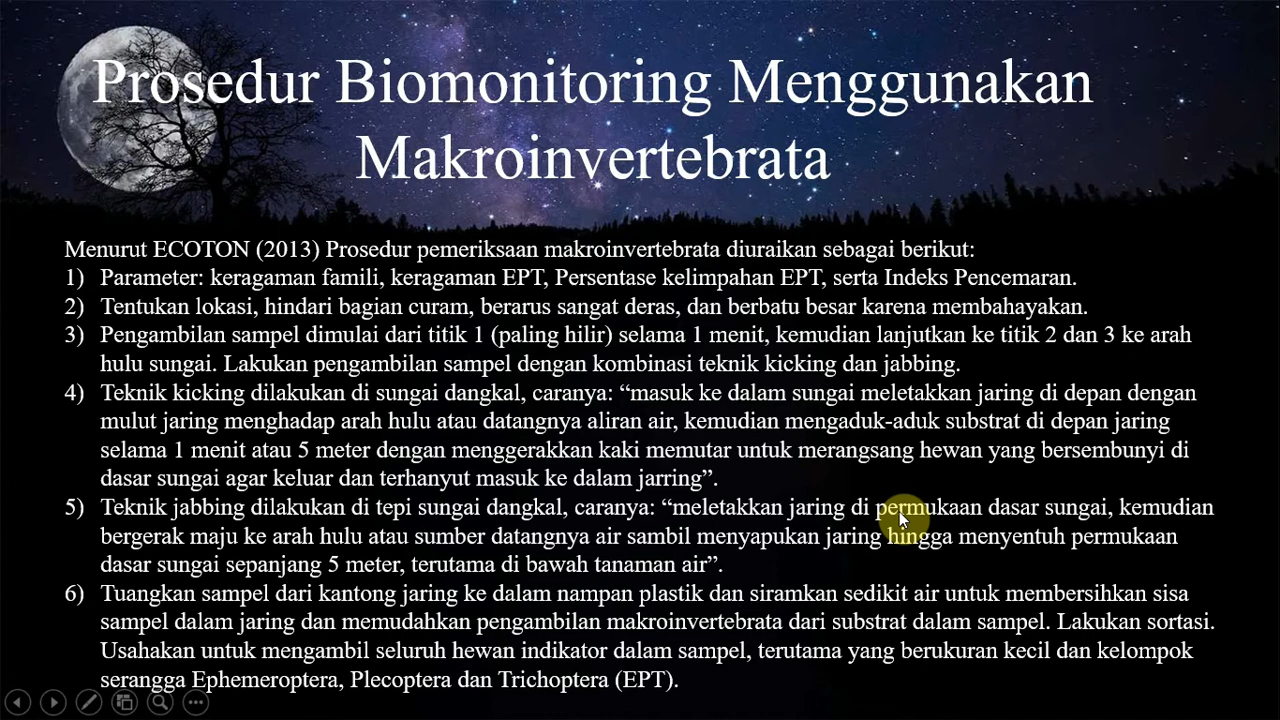 Prosedur Biomonitoring Menggunakan
Makroinvertebrata
Menurut ECOTON (2013) Prosedur pemeriksaan makroinvertebrata diuraikan sebagai berikut:
1) Parameter: keragaman famili, keragaman EPT, Persentase kelimpahan EPT, serta Indeks Pencemaran.
2) Tentukan lokasi, hindari bagian curam, berarus sangat deras, dan berbatu besar karena membahayakan.
3) Pengambilan sampel dimulai dari titik 1 (paling hilir) selama 1 menit, kemudian lanjutkan ke titik 2 dan 3 ke arah
hulu sungai. Lakukan pengambilan sampel dengan kombinasi teknik kicking dan jabbing.
4) Teknik kicking dilakukan di sungai dangkal, caranya: “masuk ke dalam sungai meletakkan jaring di depan dengan
mulut jaring menghadap arah hulu atau datangnya aliran air, kemudian mengaduk-aduk substrat di depan jaring
selama 1 menit atau 5 meter dengan menggerakkan kaki memutar untuk merangsang hewan yang bersembunyi di
dasar sungai agar keluar dan terhanyut masuk ke dalam jarring”.
5) Teknik jabbing dilakukan di tepi sungai dangkal, caranya: “meletakkan jaring di permukaan dasar sungai, kemudian
bergerak maju ke arah hulu atau sumber datangnya air sambil menyapukan jaring hingga menyentuh permukaan
dasar sungai sepanjang 5 meter, terutama di bawah tanaman air”.
6) Tuangkan sampel dari kantong jaring ke dalam nampan plastik dan siramkan sedikit air untuk membersihkan sisa
sampel dalam jaring dan memudahkan pengambilan makroinvertebrata dari substrat dalam sampel. Lakukan sortasi.
Usahakan untuk mengambil seluruh hewan indikator dalam sampel, terutama yang berukuran kecil dan kelompok
serangga Ephemeroptera, Plecoptera dan Trichoptera (EPT).